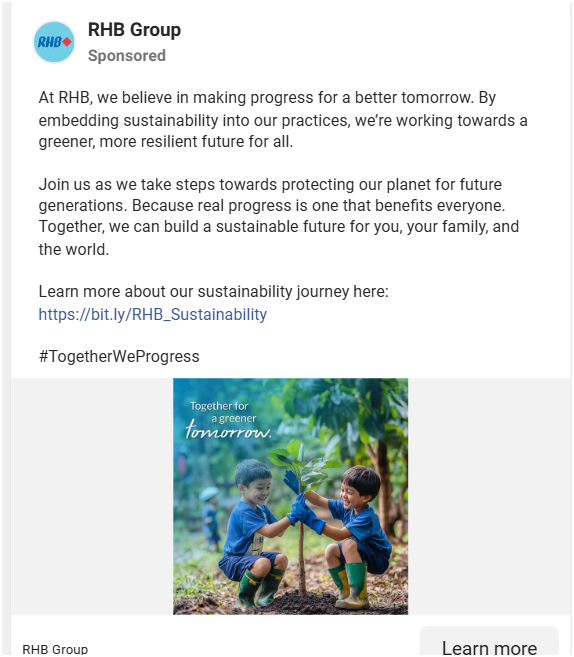 RHB
RHB Group
Sponsored
At RHB, we believe in making progress for a better tomorrow. By
embedding sustainability into our practices, we’re working towards a
greener, more resilient future for all.
Join us as we take steps towards protecting our planet for future
generations. Because real progress is one that benefits everyone.
Together, we can build a sustainable future for you, your family, and
the world.
Learn more about our sustainability journey here:
https://bit.ly/RHB_Sustainability
#TogetherWeProgress
Together for
a greener
tomorrow.
RHB Group
Learn more